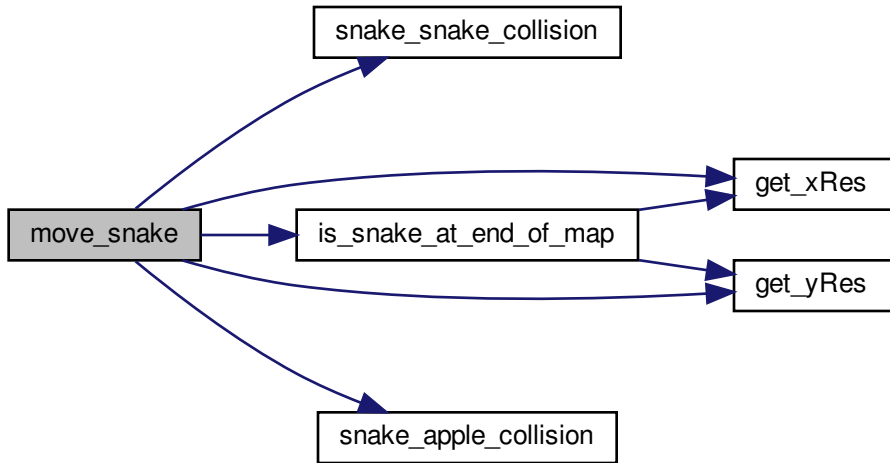 snake_snake_collision
get_xRes
move_snake
is_snake_at_end_of_map
get_yRes
snake_apple_collision